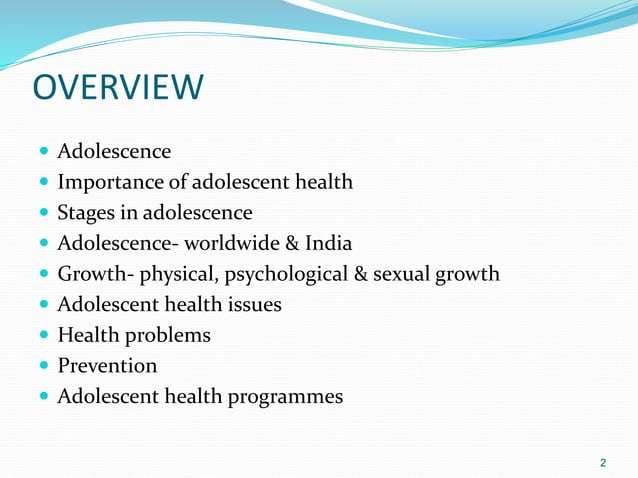 OVERVIEW
Adolescence
Importance of adolescent health
Stages in adolescence
Adolescence- worldwide & India
Growth- physical, psychological & sexual growth
Adolescent health issues
Health problems
Prevention
Adolescent health programmes
2